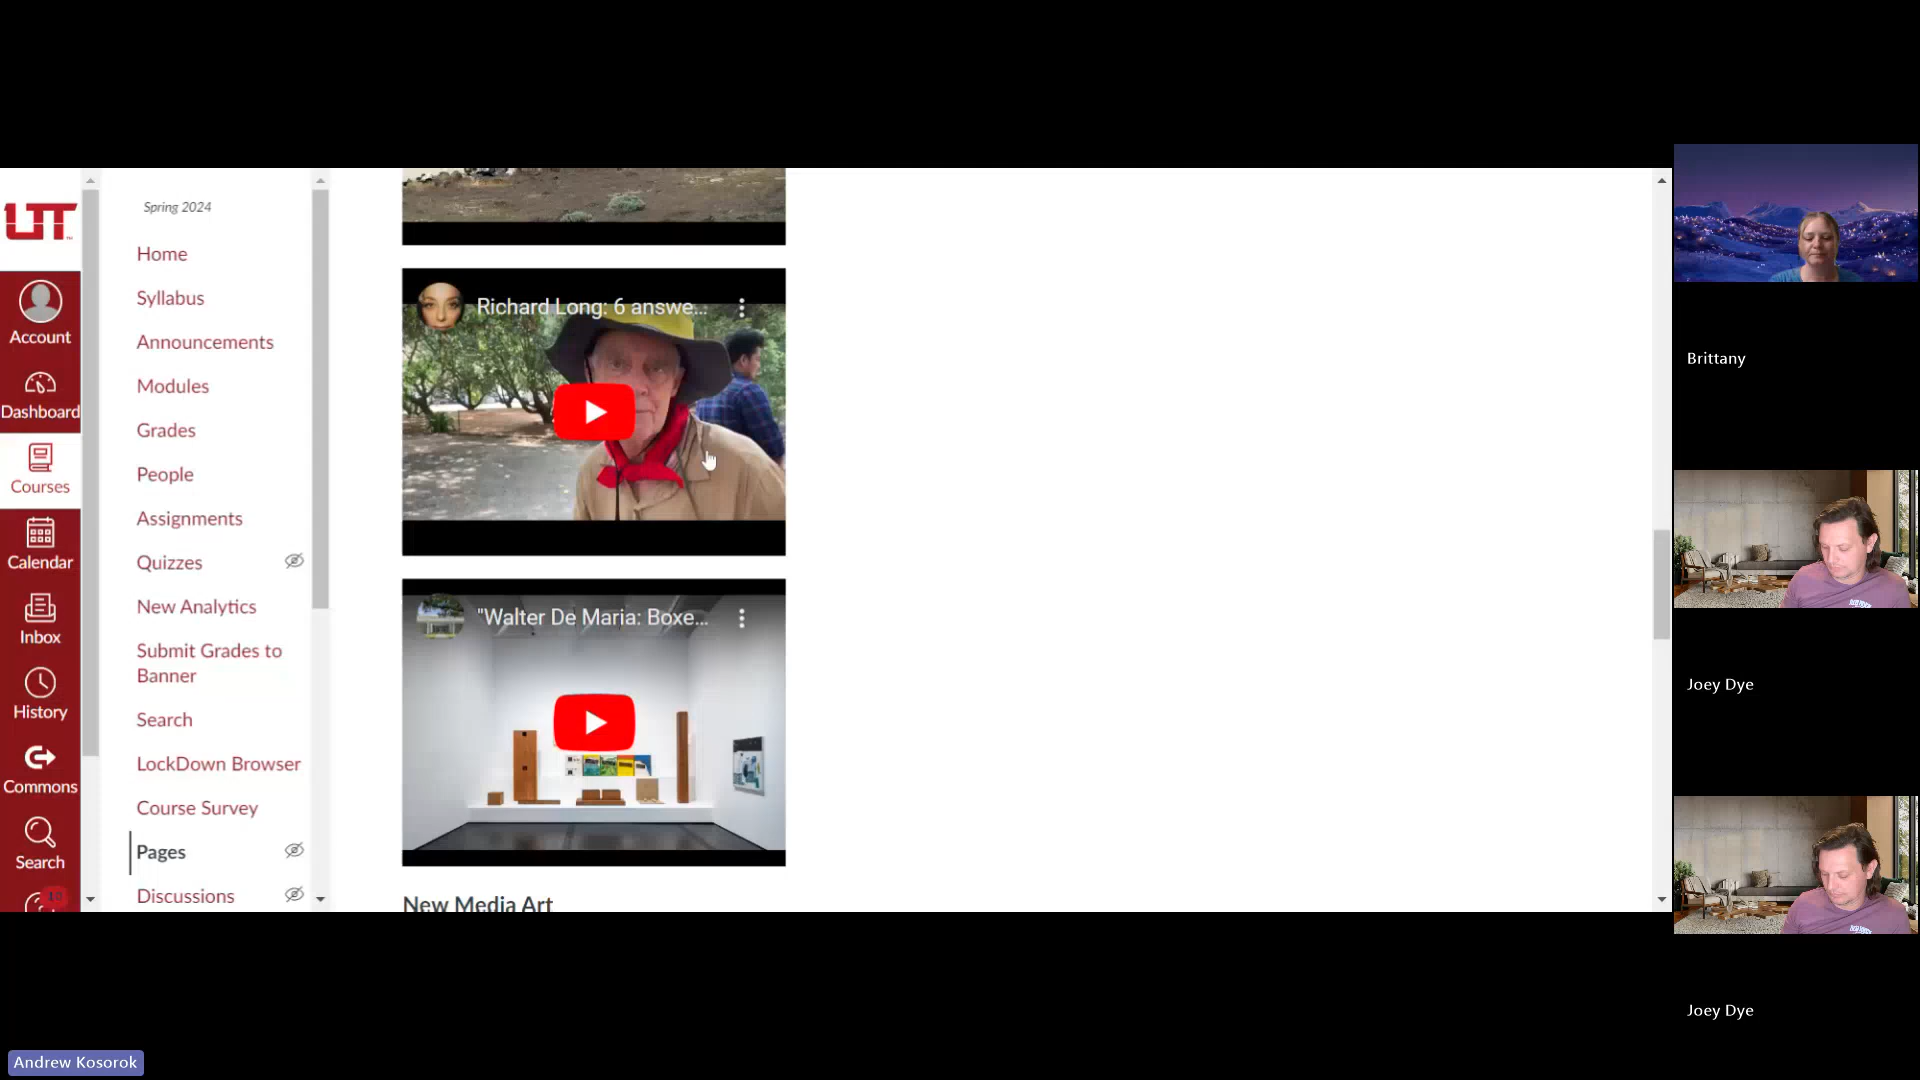 UT
Account
Dashboard
Courses
Calendar
Inbox
History
Commons
Search
Spring 2024
Home
Syllabus
Announcements
Modules
Grades
People
Assignments
Quizzes
New Analytics
Submit Grades to
Banner
Search
LockDown Browser
Course Survey
Pages
Discussions
Richard Long: 6 answe...
"Walter De Maria: Boxe...
New Media Art
Brittany
Joey Dye
Joey Dye
Andrew Kosorok